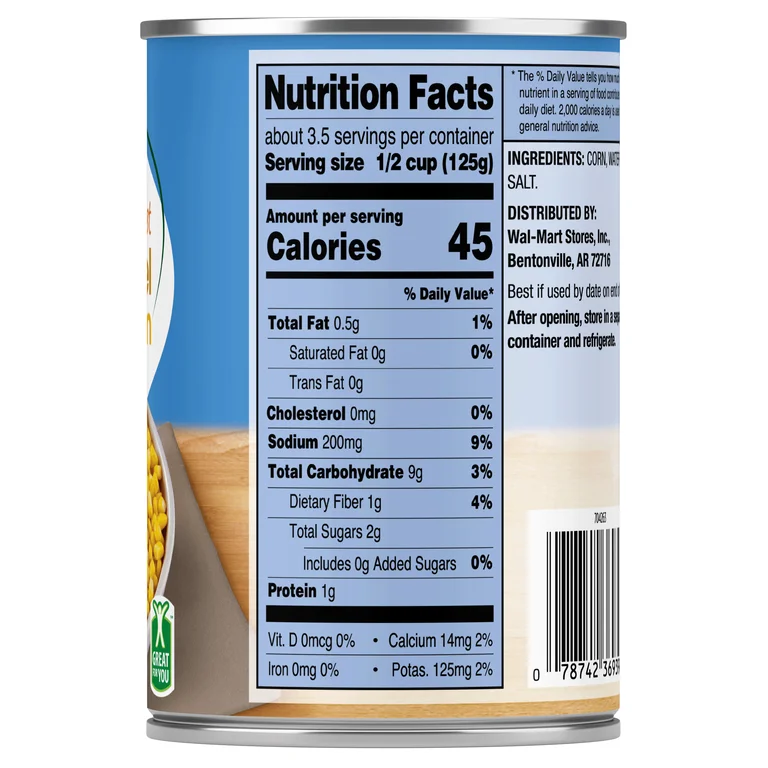 Nutrition Facts
about 3.5 servings per container
Serving size 1/2 cup (125g)
Amount per serving
Calories 45
% Daily Value*
Total Fat 0.5g 1%
Saturated Fat 0g 0%
Trans Fat 0g
Cholesterol 0mg 0%
Sodium 200mg 9%
Total Carbohydrate 9g 3%
Dietary Fiber 1g 4%
Total Sugars 2g
Includes 0g Added Sugars 0%
Protein 1g
Vit. D 0mcg 0% • Calcium 14mg 2%
Iron 0mg 0% • Potas. 125mg 2%
* The % Daily Value tells you how
nutrient in a serving of food
daily diet. 2,000 calories a day is
general nutrition advice.
INGREDIENTS: CORN,
SALT.
DISTRIBUTED BY:
Wal-Mart Stores, Inc.,
Bentonville, AR 72716
Best if used by date on end
After opening, store in a
container and refrigerate.
0 78742
GREAT
FOR YOU